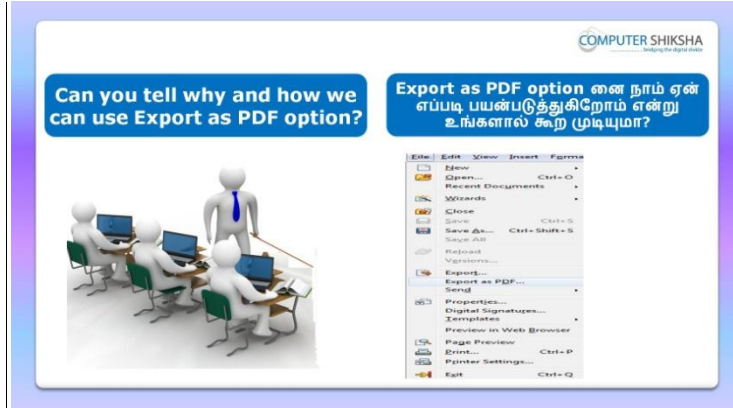 COMPUTER SHIKSHA
bridging the digital divide
Can you tell why and how we
can use Export as PDF option?
Export as PDF option னை நாம் ஏன்
எப்படி பயன்படுத்துகிறோம் என்று
உங்களால் கூற முடியுமா?
File Edit View Insert Forma
New
Open... Ctrl+O
Recent Documents
Wizards
Close
Save Ctrl+S
Save As... Ctrl+Shift+S
Save All
Reload
Versions...
Export...
Export as PDF...
Send
Properties...
Digital Signatures...
Templates
Preview in Web Browser
Page Preview
Print... Ctrl+P
Printer Settings...
Exit Ctrl+Q